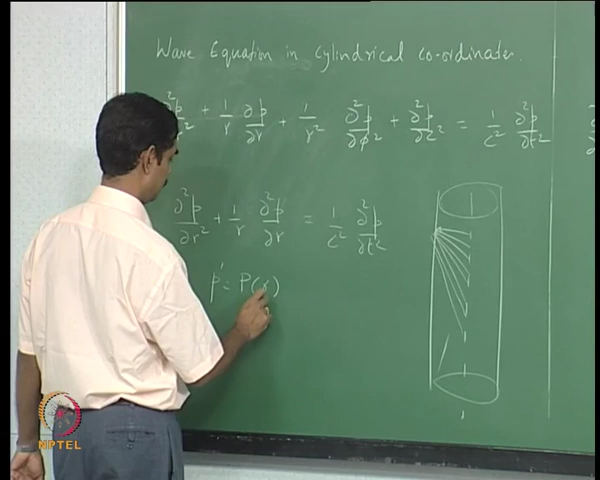 Wave Equation in Cylindrical co-ordinates.
∂²p/∂r² + 1/r ∂p/∂r + 1/r² ∂²p/∂φ² + ∂²p/∂z² = 1/c² ∂²p/∂t²
∂²p/∂r² + 1/r ∂²p/∂r = 1/c² ∂²p/∂t²
p' = P(r)
NPTEL